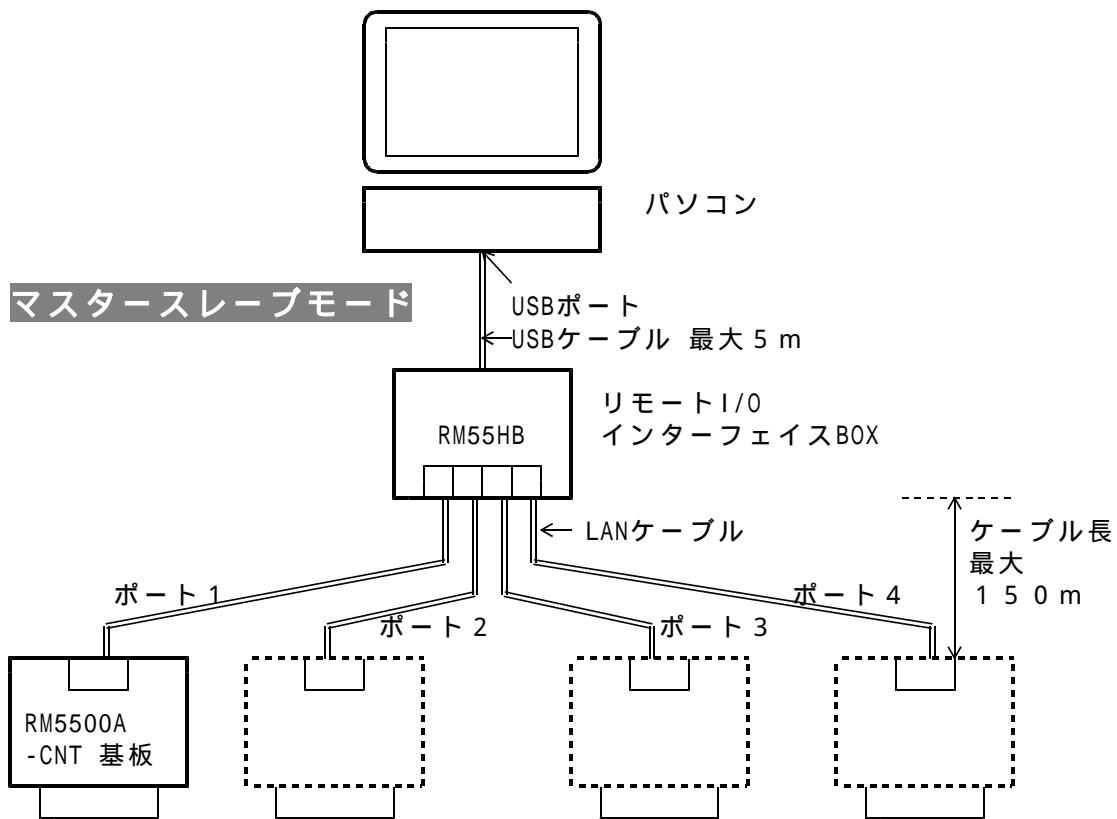 パソコン
マスタースレーブモード
USBポート
USBケーブル 最大５ｍ
リモートI/O
インターフェイスBOX
RM55HB
LANケーブル
ケーブル長
最大
１５０ｍ
ポート１
ポート４
ポート２
ポート３
RM5500A
-CNT 基板